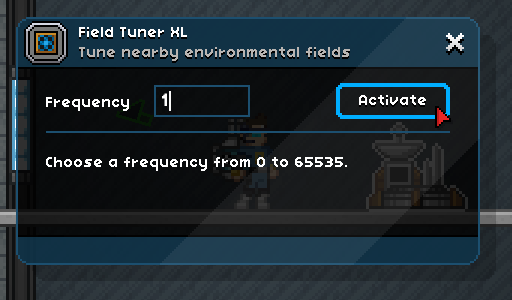 Field Tuner XL
Tune nearby environmental fields
Frequency 1 Activate
Choose a frequency from 0 to 65535.